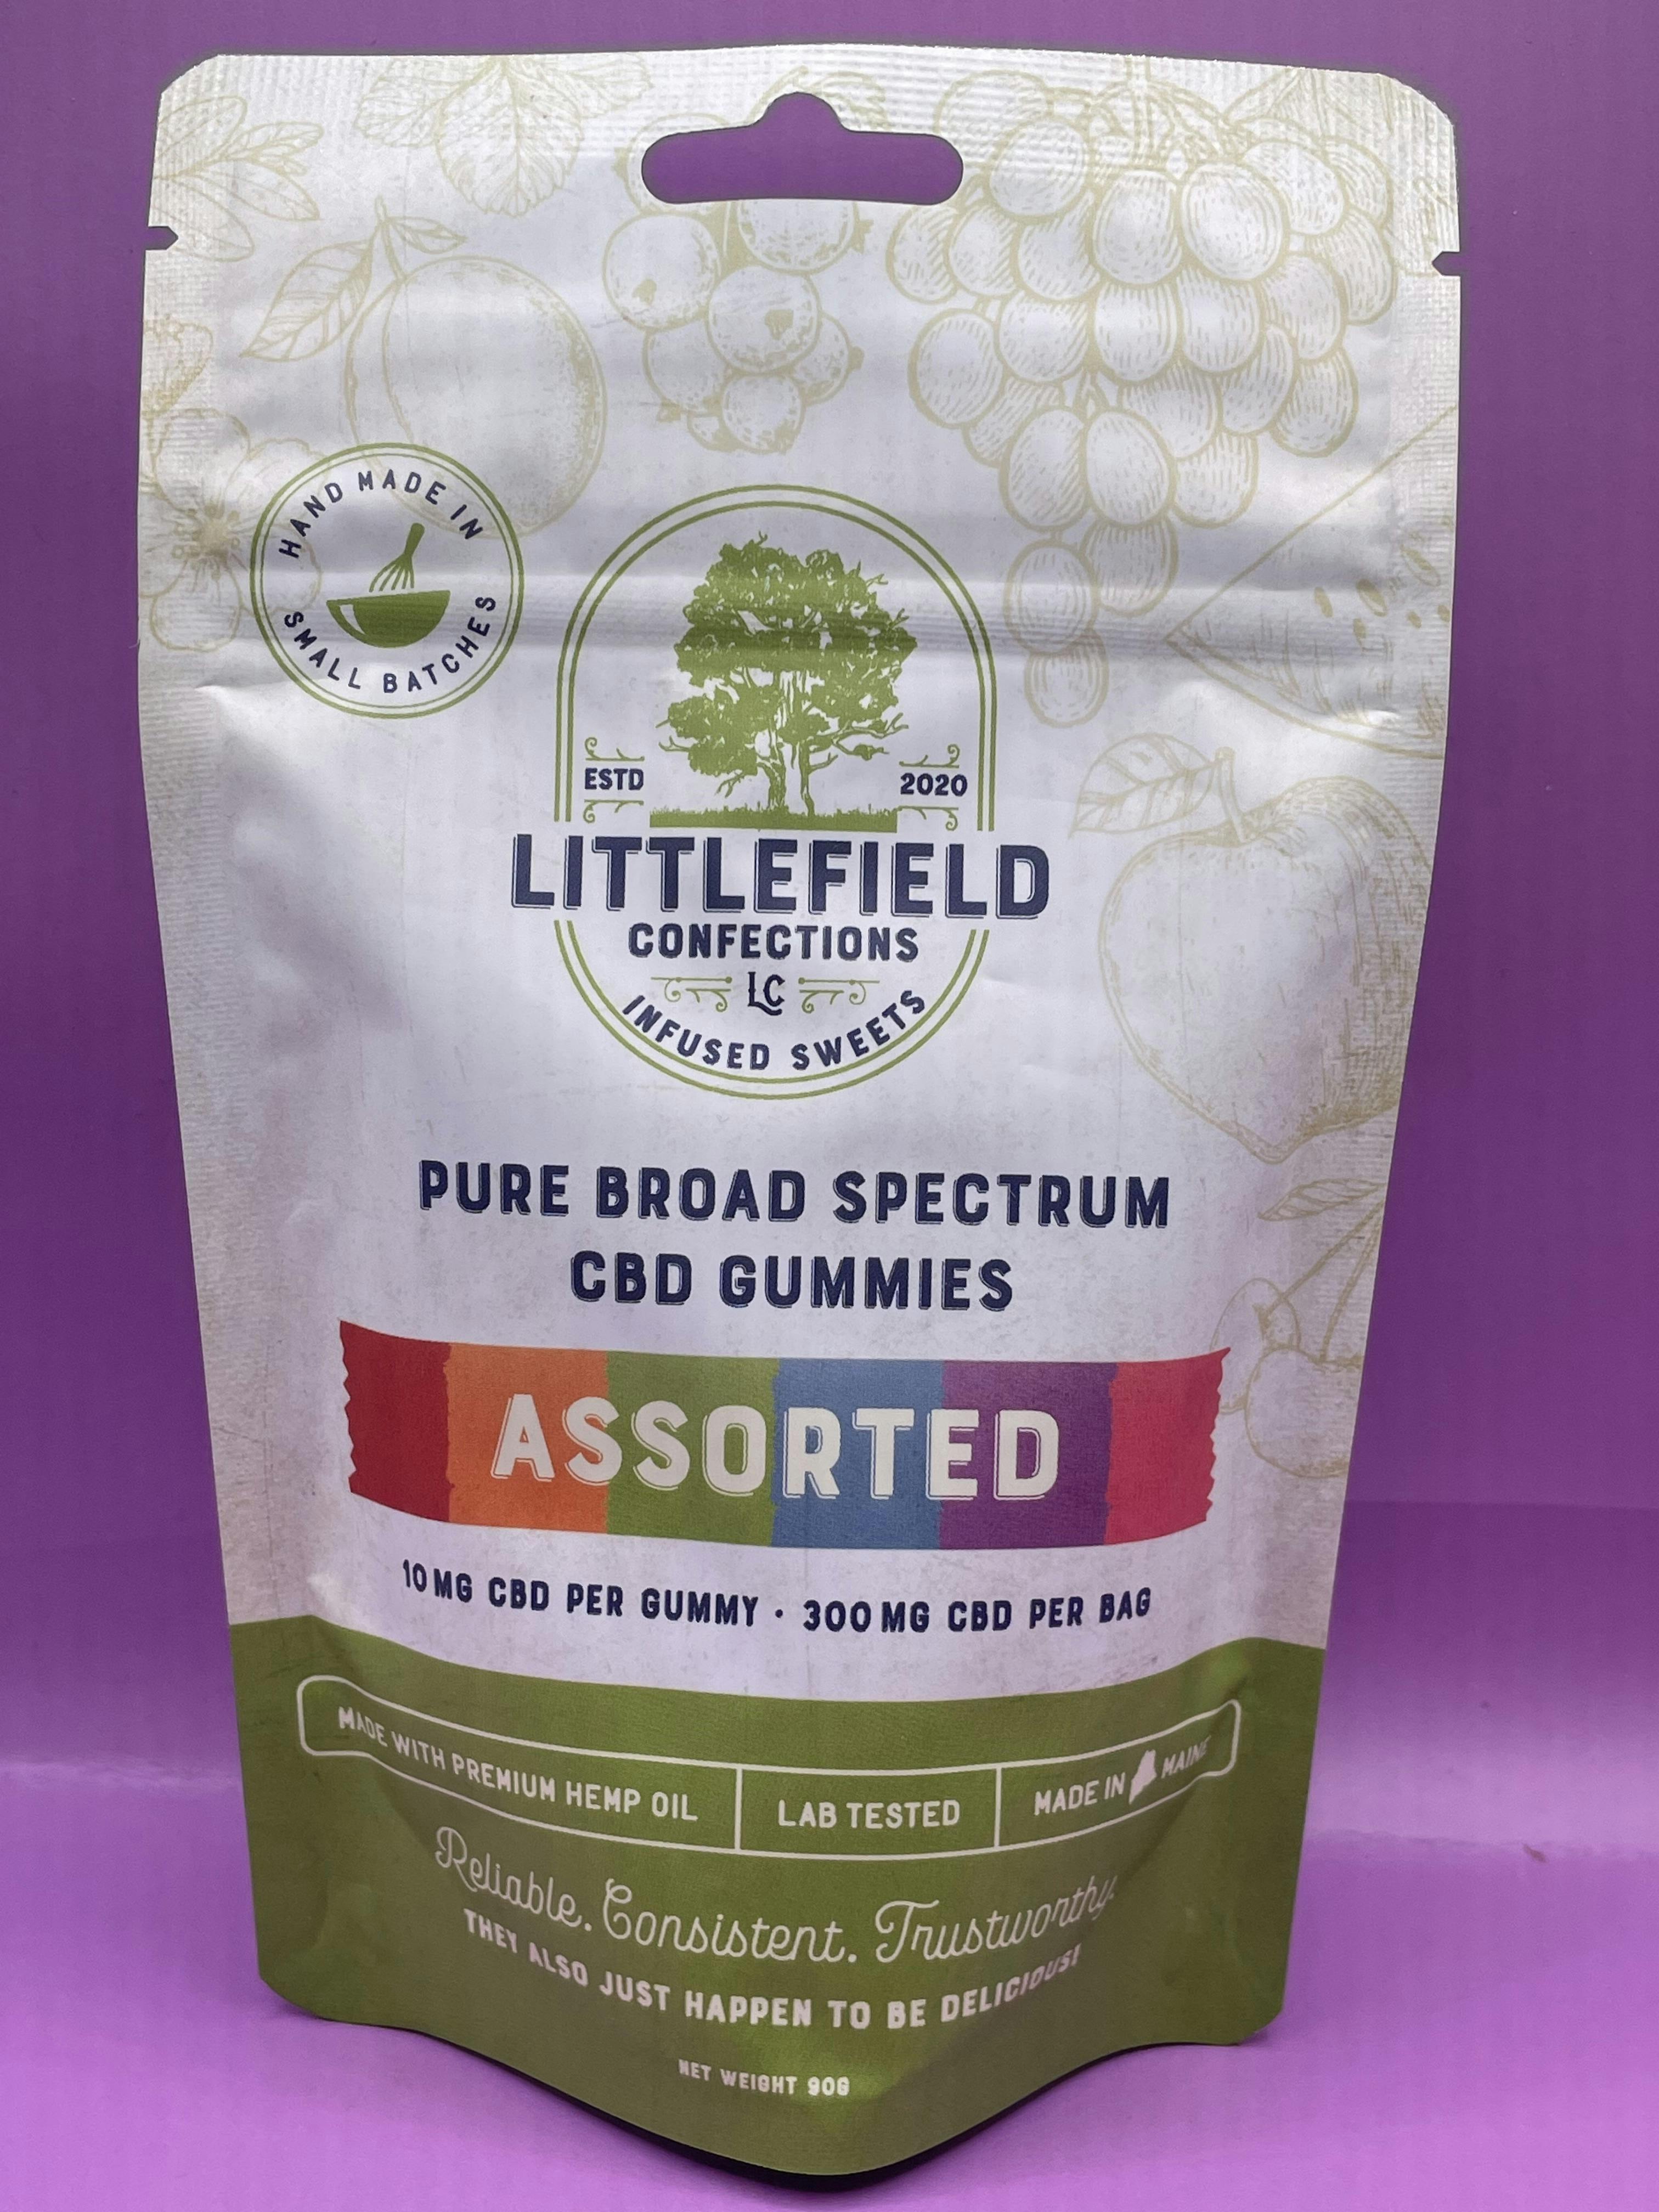 HAND MADE IN
SMALL BATCHES
ESTD 2020
LITTLEFIELD
CONFECTIONS
LC
INFUSED SWEETS
PURE BROAD SPECTRUM
CBD GUMMIES
ASSORTED
10 MG CBD PER GUMMY · 300 MG CBD PER BAG
MADE WITH PREMIUM HEMP OIL
LAB TESTED
MADE IN MAINE
Reliable. Consistent. Trustworthy.
THEY ALSO JUST HAPPEN TO BE DELICIOUS!
NET WEIGHT 90G